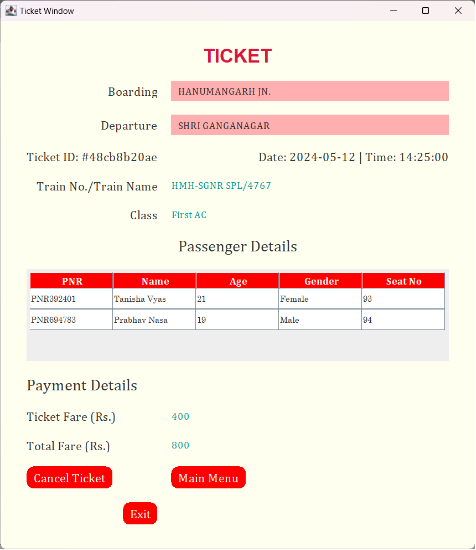 Ticket Window
TICKET
Boarding HANUMANGARH JN.
Departure SHRI GANGANAGAR
Ticket ID: #48cb8b20ae Date: 2024-05-12 | Time: 14:25:00
Train No./Train Name HMH-SGNR SPL/4767
Class First AC
Passenger Details
PNR Name Age Gender Seat No
PNR392401 Tanisha Vyas 21 Female 93
PNR694783 Prabhav Nasa 19 Male 94
Payment Details
Ticket Fare (Rs.) 400
Total Fare (Rs.) 800
Cancel Ticket Main Menu
Exit